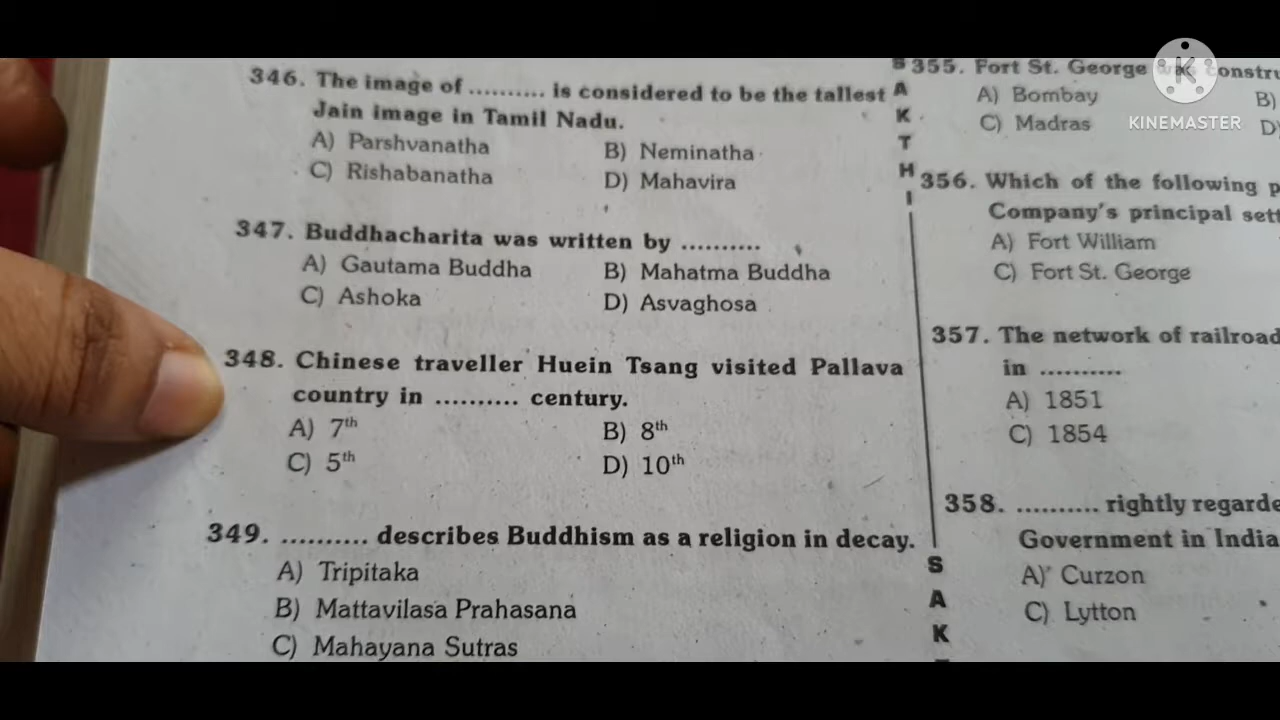 346. The image of .......... is considered to be the tallest
Jain image in Tamil Nadu.
A) Parshvanatha B) Neminatha
C) Rishabanatha D) Mahavira
347. Buddhacharita was written by ..........
A) Gautama Buddha B) Mahatma Buddha
C) Ashoka D) Asvaghosa
348. Chinese traveller Huein Tsang visited Pallava
country in .......... century.
A) 7th B) 8th
C) 5th D) 10th
349. .......... describes Buddhism as a religion in decay.
A) Tripitaka
B) Mattavilasa Prahasana
C) Mahayana Sutras
S
A
K
T
H
I
S
A
K
355. Fort St. George
A) Bombay B)
C) Madras D)
356. Which of the following
Company's principal
A) Fort William
C) Fort St. George
357. The network of
in ..........
A) 1851
C) 1854
358. .......... rightly
Government in India
A) Curzon
C) Lytton
K
KINEMASTER